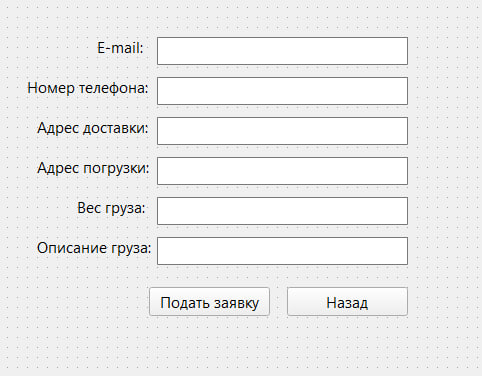 E-mail:
Номер телефона:
Адрес доставки:
Адрес погрузки:
Вес груза:
Описание груза:
Подать заявку Назад